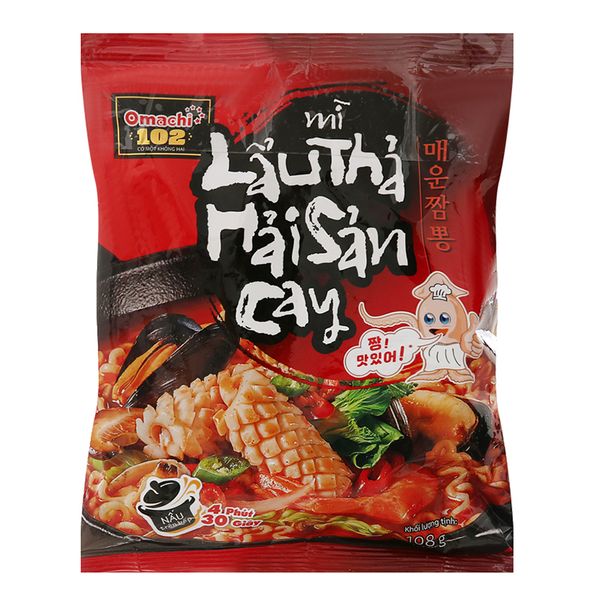 Omachi
102
CÓ MỘT KHÔNG HAI
mì
Lẩu Thả
Hải Sản
Cay
매운짬뽕
짬!
맛있어!
NẤU
4 Phút
30 Giây
Khối lượng tịnh:
108 g